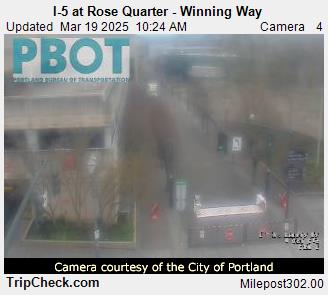 I-5 at Rose Quarter - Winning Way
Updated Mar 19 2025 10:24 AM Camera 4
PBOT
PORTLAND BUREAU OF TRANSPORTATION
Camera courtesy of the City of Portland
TripCheck.com Milepost302.00